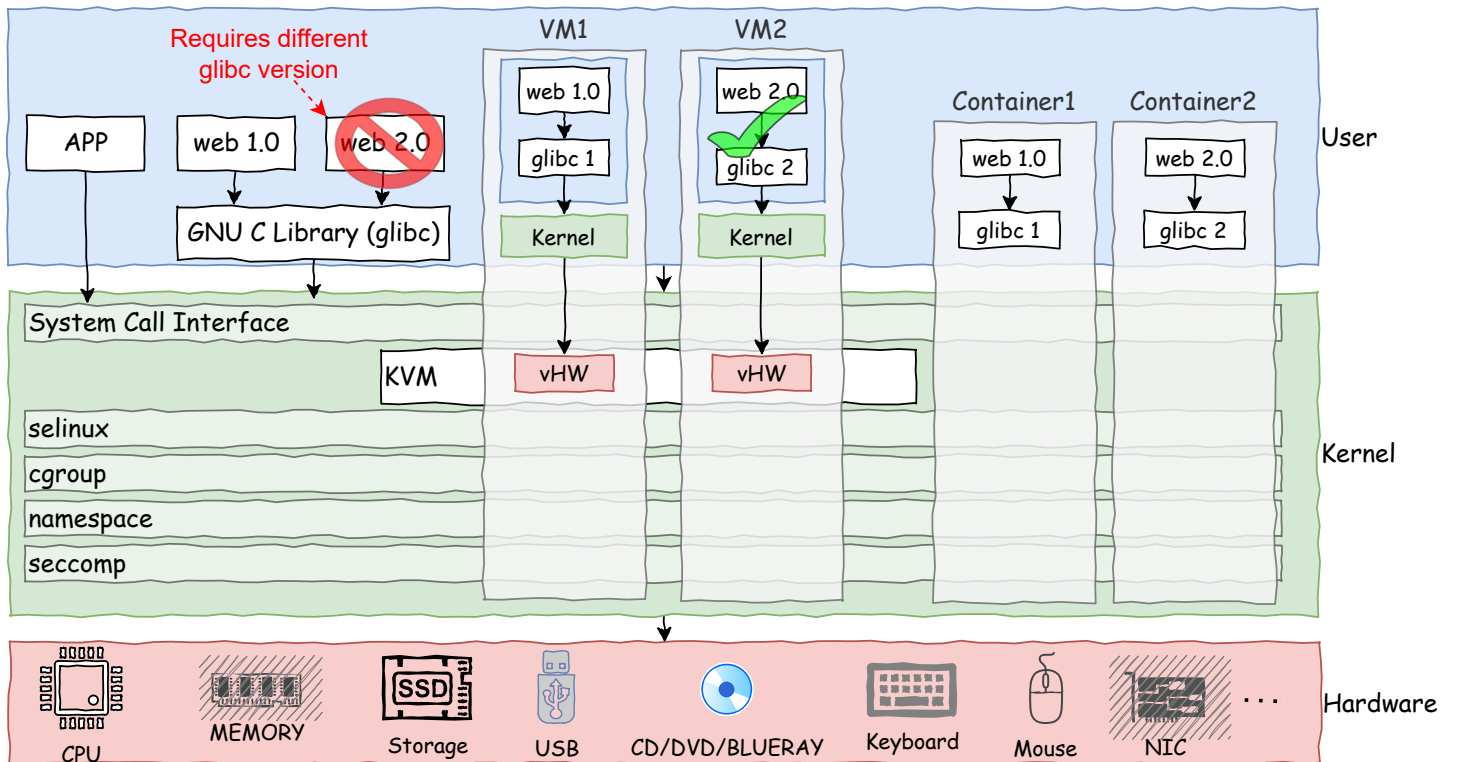 VM1
VM2
Requires different
glibc version
web 1.0
web 2.0
Container1
Container2
APP
web 1.0
web 2.0
glibc 1
glibc 2
web 1.0
web 2.0
User
GNU C Library (glibc)
Kernel
Kernel
glibc 1
glibc 2
System Call Interface
KVM
vHW
vHW
selinux
Kernel
cgroup
namespace
seccomp
SSD
Hardware
CPU
MEMORY
Storage
USB
CD/DVD/BLUERAY
Keyboard
Mouse
NIC
...